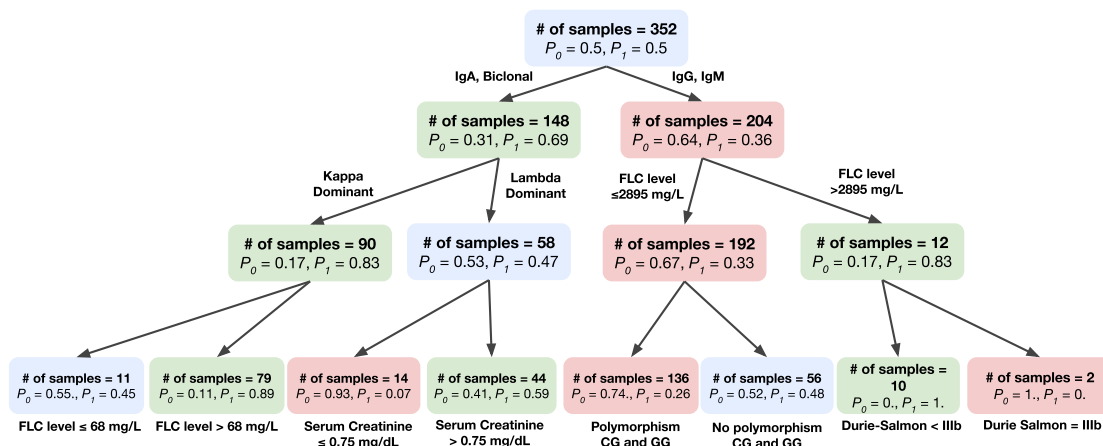 # of samples = 352
P0 = 0.5, P1 = 0.5
IgA, Biclonal
IgG, IgM
# of samples = 148
P0 = 0.31, P1 = 0.69
# of samples = 204
P0 = 0.64, P1 = 0.36
Kappa
Dominant
Lambda
Dominant
FLC level
≤2895 mg/L
FLC level
>2895 mg/L
# of samples = 90
P0 = 0.17, P1 = 0.83
# of samples = 58
P0 = 0.53, P1 = 0.47
# of samples = 192
P0 = 0.67, P1 = 0.33
# of samples = 12
P0 = 0.17, P1 = 0.83
# of samples = 11
P0 = 0.55., P1 = 0.45
# of samples = 79
P0 = 0.11, P1 = 0.89
# of samples = 14
P0 = 0.93, P1 = 0.07
# of samples = 44
P0 = 0.41, P1 = 0.59
# of samples = 136
P0 = 0.74., P1 = 0.26
# of samples = 56
P0 = 0.52, P1 = 0.48
# of samples =
10
P0 = 0., P1 = 1.
# of samples = 2
P0 = 1., P1 = 0.
FLC level ≤ 68 mg/L
FLC level > 68 mg/L
Serum Creatinine
≤ 0.75 mg/dL
Serum Creatinine
> 0.75 mg/dL
Polymorphism
CG and GG
No polymorphism
CG and GG
Durie-Salmon < IIIb
Durie Salmon = IIIb